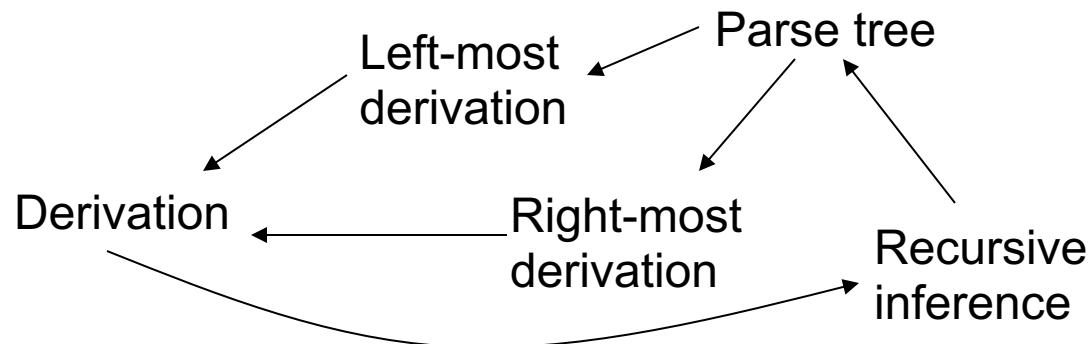 Parse tree
Left-most
derivation
Derivation
Right-most
derivation
Recursive
inference